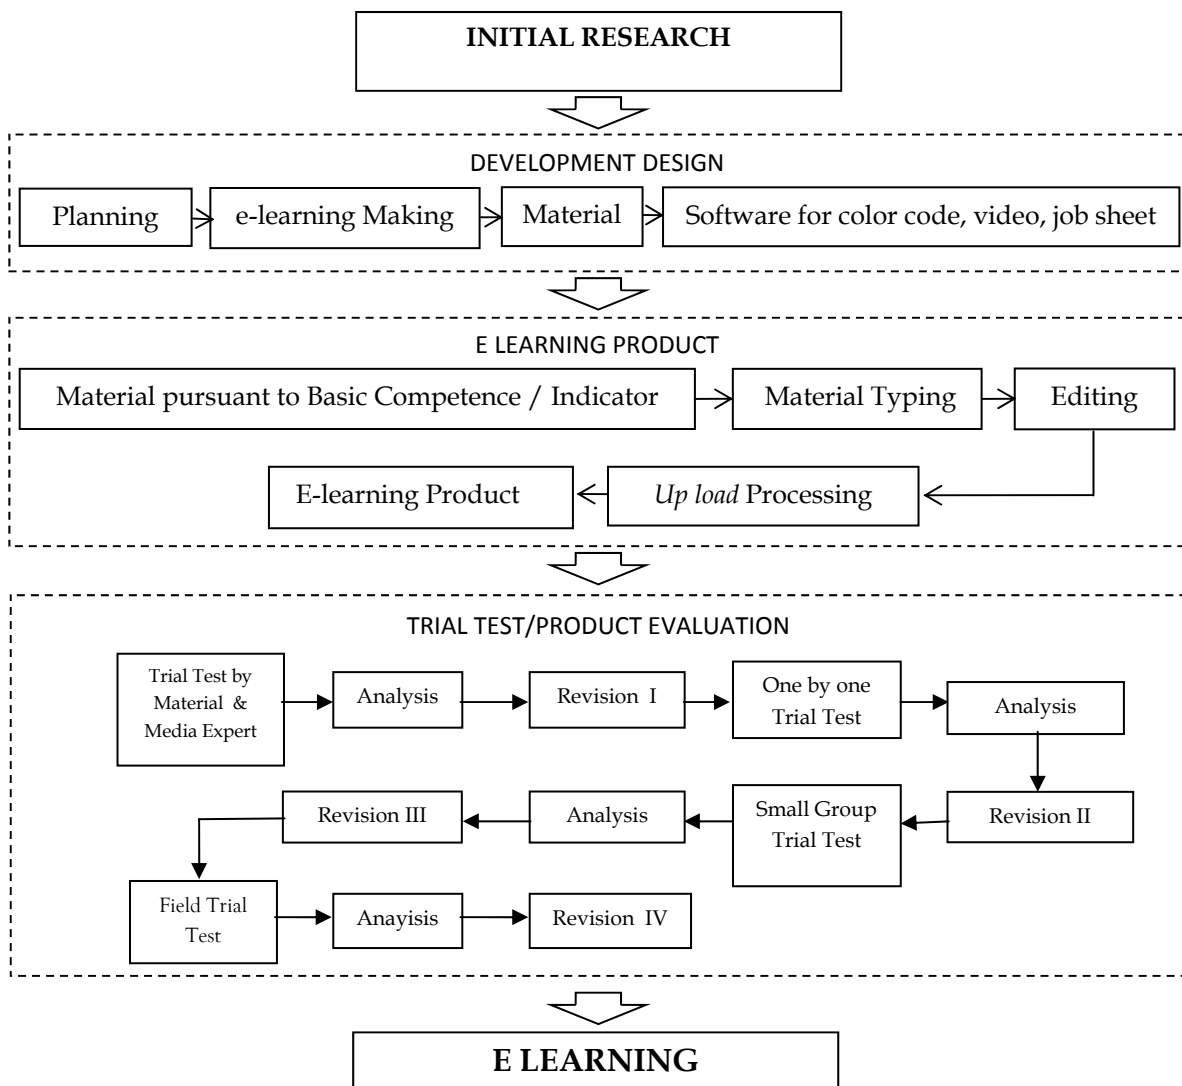 INITIAL RESEARCH
DEVELOPMENT DESIGN
Planning
e-learning Making
Material
Software for color code, video, job sheet
E LEARNING PRODUCT
Material pursuant to Basic Competence / Indicator
Material Typing
Editing
Up load Processing
E-learning Product
TRIAL TEST/PRODUCT EVALUATION
Trial Test by
Material & 
Media Expert
Analysis
Revision I
One by one
Trial Test
Analysis
Revision II
Small Group
Trial Test
Analysis
Revision III
Field Trial
Test
Anayisis
Revision IV
E LEARNING